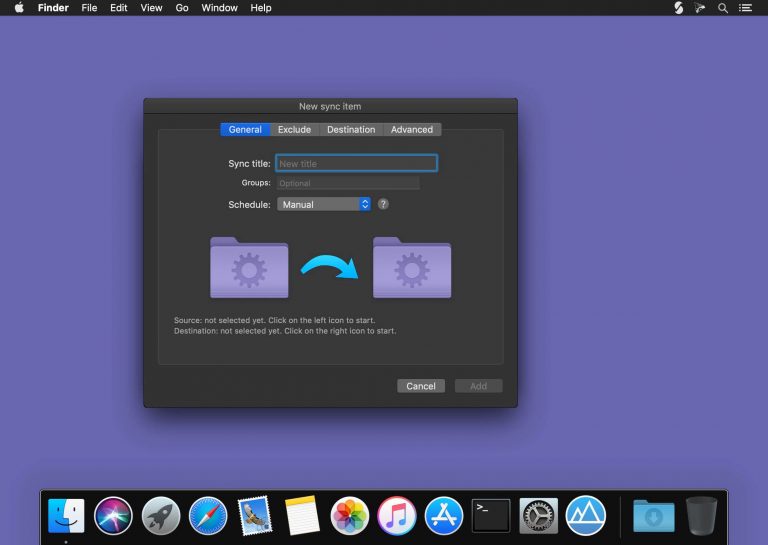 Finder File Edit View Go Window Help
New sync item
General Exclude Destination Advanced
Sync title: New title
Groups: Optional
Schedule: Manual ?
Source: not selected yet. Click on the left icon to start.
Destination: not selected yet. Click on the right icon to start.
Cancel Add
>_